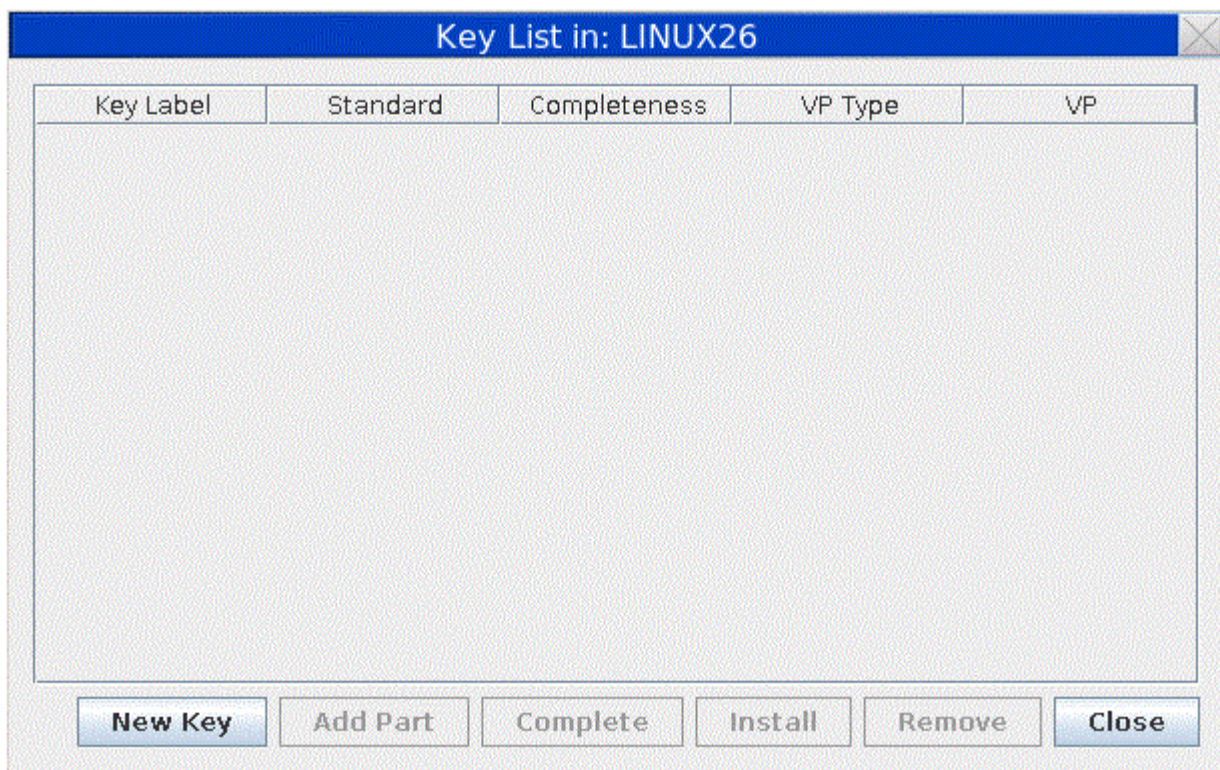 Key List in: LINUX26
Key Label Standard Completeness VP Type VP
New Key Add Part Complete Install Remove Close